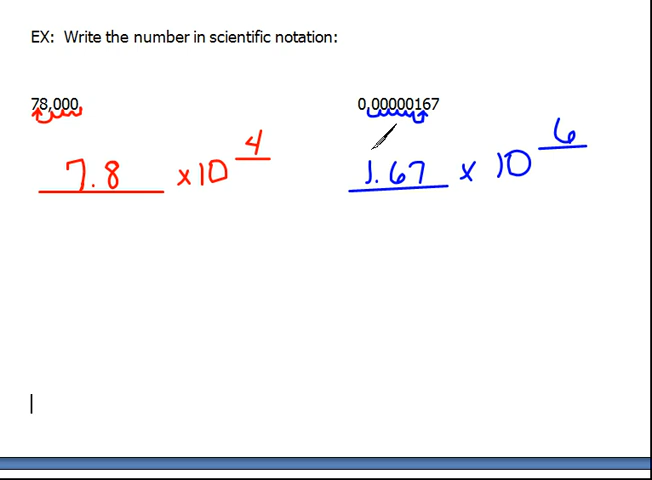 EX: Write the number in scientific notation:
78,000 0.00000167
7.8 x10 4 1.67 x 10 6